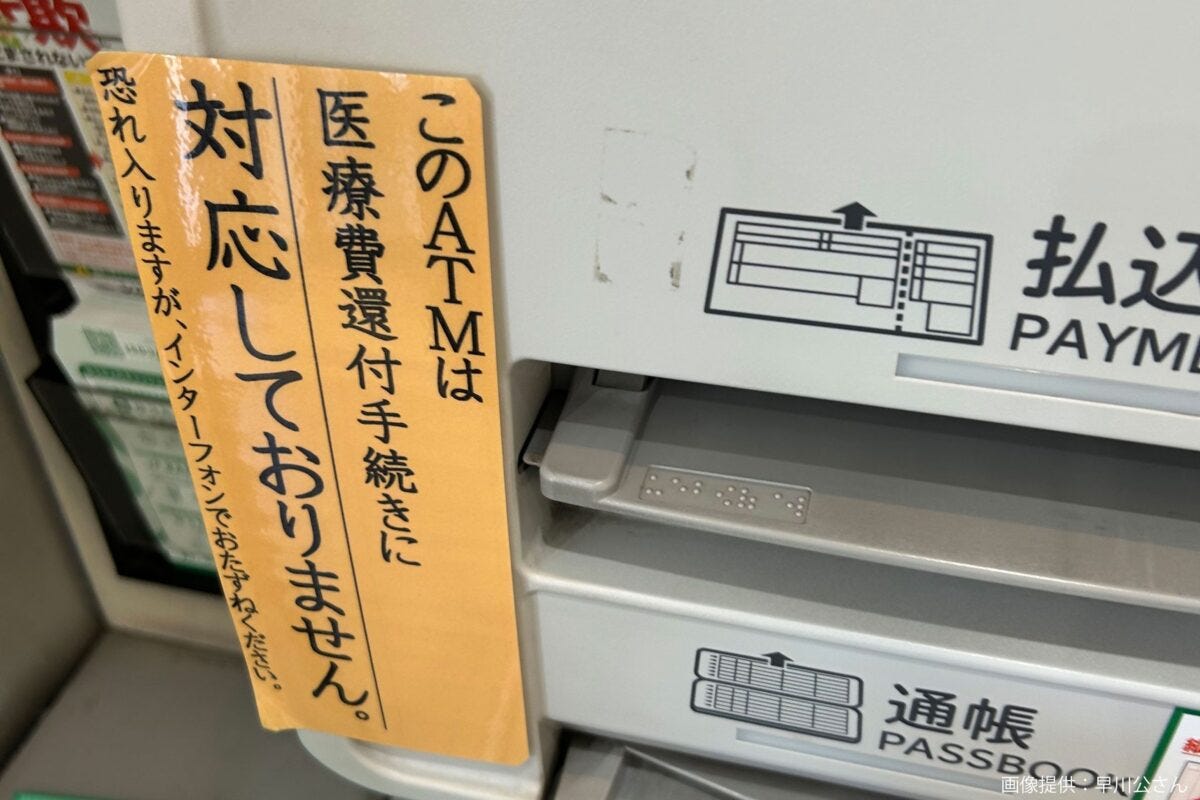 このATMは
医療費還付手続きに
対応しておりません。
恐れ入りますが、インターフォンでおたずねください。
欺
払込
PAYME
通帳
PASSBOO
画像提供：早川公さん